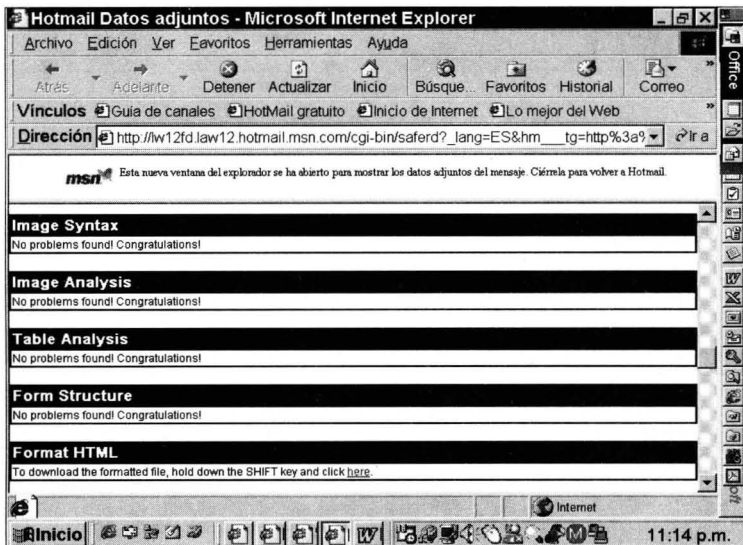 Hotmail Datos adjuntos - Microsoft Internet Explorer
Archivo Edición Ver Favoritos Herramientas Ayuda
Atrás Adelante Detener Actualizar Inicio Búsque... Favoritos Historial Correo »
Vínculos Guía de canales HotMail gratuito Inicio de Internet Lo mejor del Web »
Dirección http://lw12fd.law12.hotmail.msn.com/cgi-bin/saferd?_lang=ES&hm___tg=http%3a% Ir a
msn Esta nueva ventana del explorador se ha abierto para mostrar los datos adjuntos del mensaje. Ciérrela para volver a Hotmail.
Image Syntax
No problems found! Congratulations!
Image Analysis
No problems found! Congratulations!
Table Analysis
No problems found! Congratulations!
Form Structure
No problems found! Congratulations!
Format HTML
To download the formatted file, hold down the SHIFT key and click here.
Internet
Inicio 11:14 p.m.
Office